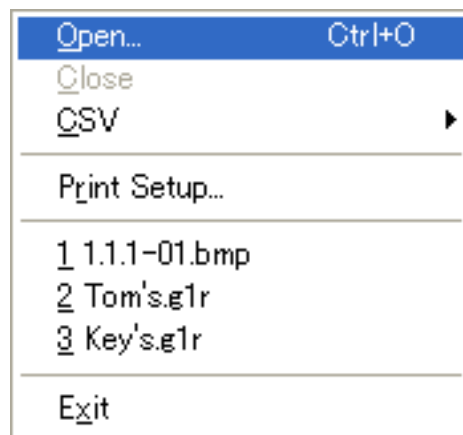 Open... Ctrl+O
Close
CSV
Print Setup...
1 1.1.1-01.bmp
2 Tom's.g1r
3 Key's.g1r
Exit